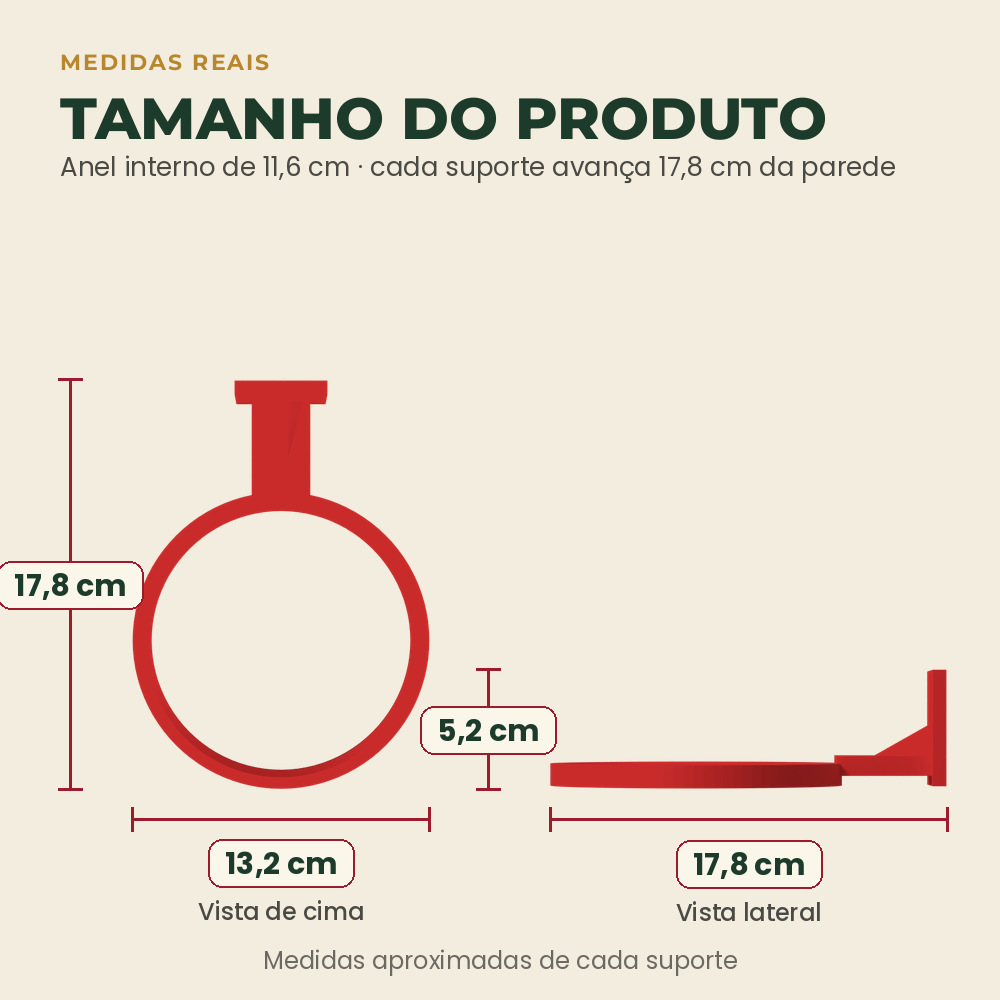 MEDIDAS REAIS
TAMANHO DO PRODUTO
Anel interno de 11,6 cm · cada suporte avança 17,8 cm da parede
17,8 cm
5,2 cm
13,2 cm
17,8 cm
Vista de cima
Vista lateral
Medidas aproximadas de cada suporte